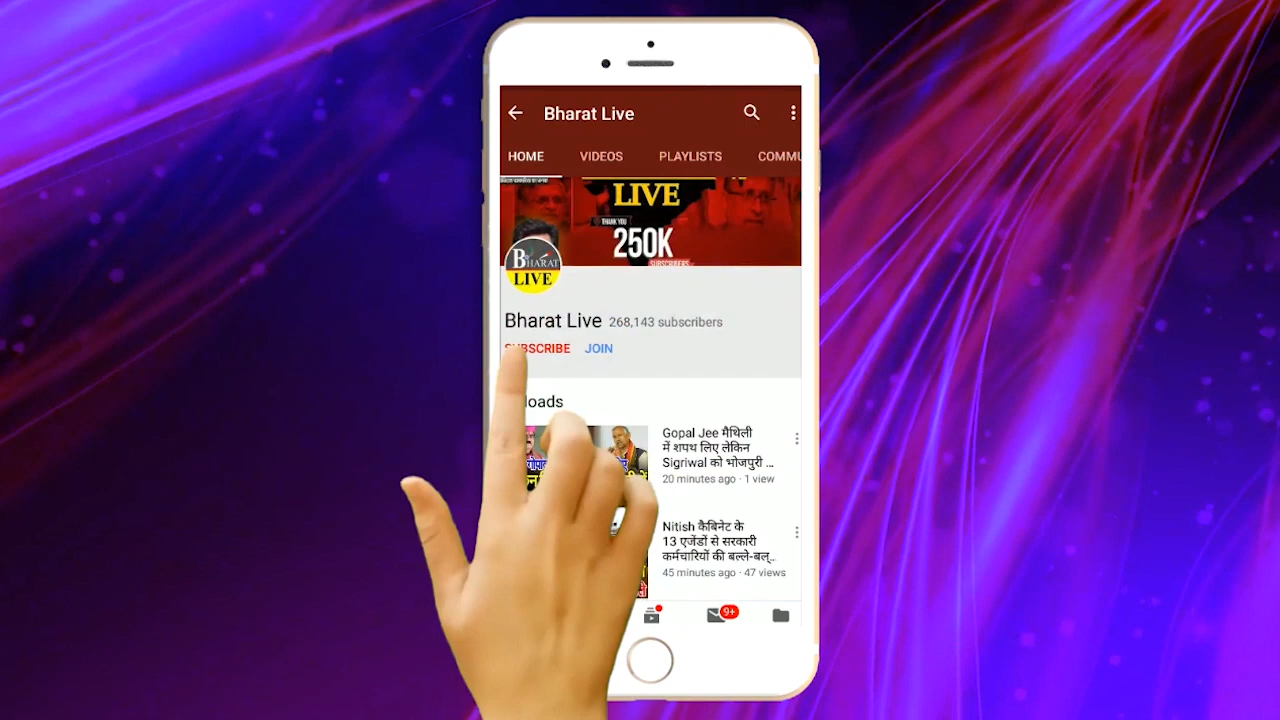 Bharat Live
HOME VIDEOS PLAYLISTS COMMU
LIVE
THANK YOU
250K
SUBSCRIBERS
BHARAT
LIVE
Bharat Live 268,143 subscribers
SUBSCRIBE JOIN
loads
Gopal Jee मैथिली
में शपथ लिए लेकिन
Sigriwal को भोजपुरी ...
20 minutes ago · 1 view
Nitish कैबिनेट के
13 एजेंडों से सरकारी
कर्मचारियों की बल्ले-बल्...
45 minutes ago · 47 views
9+